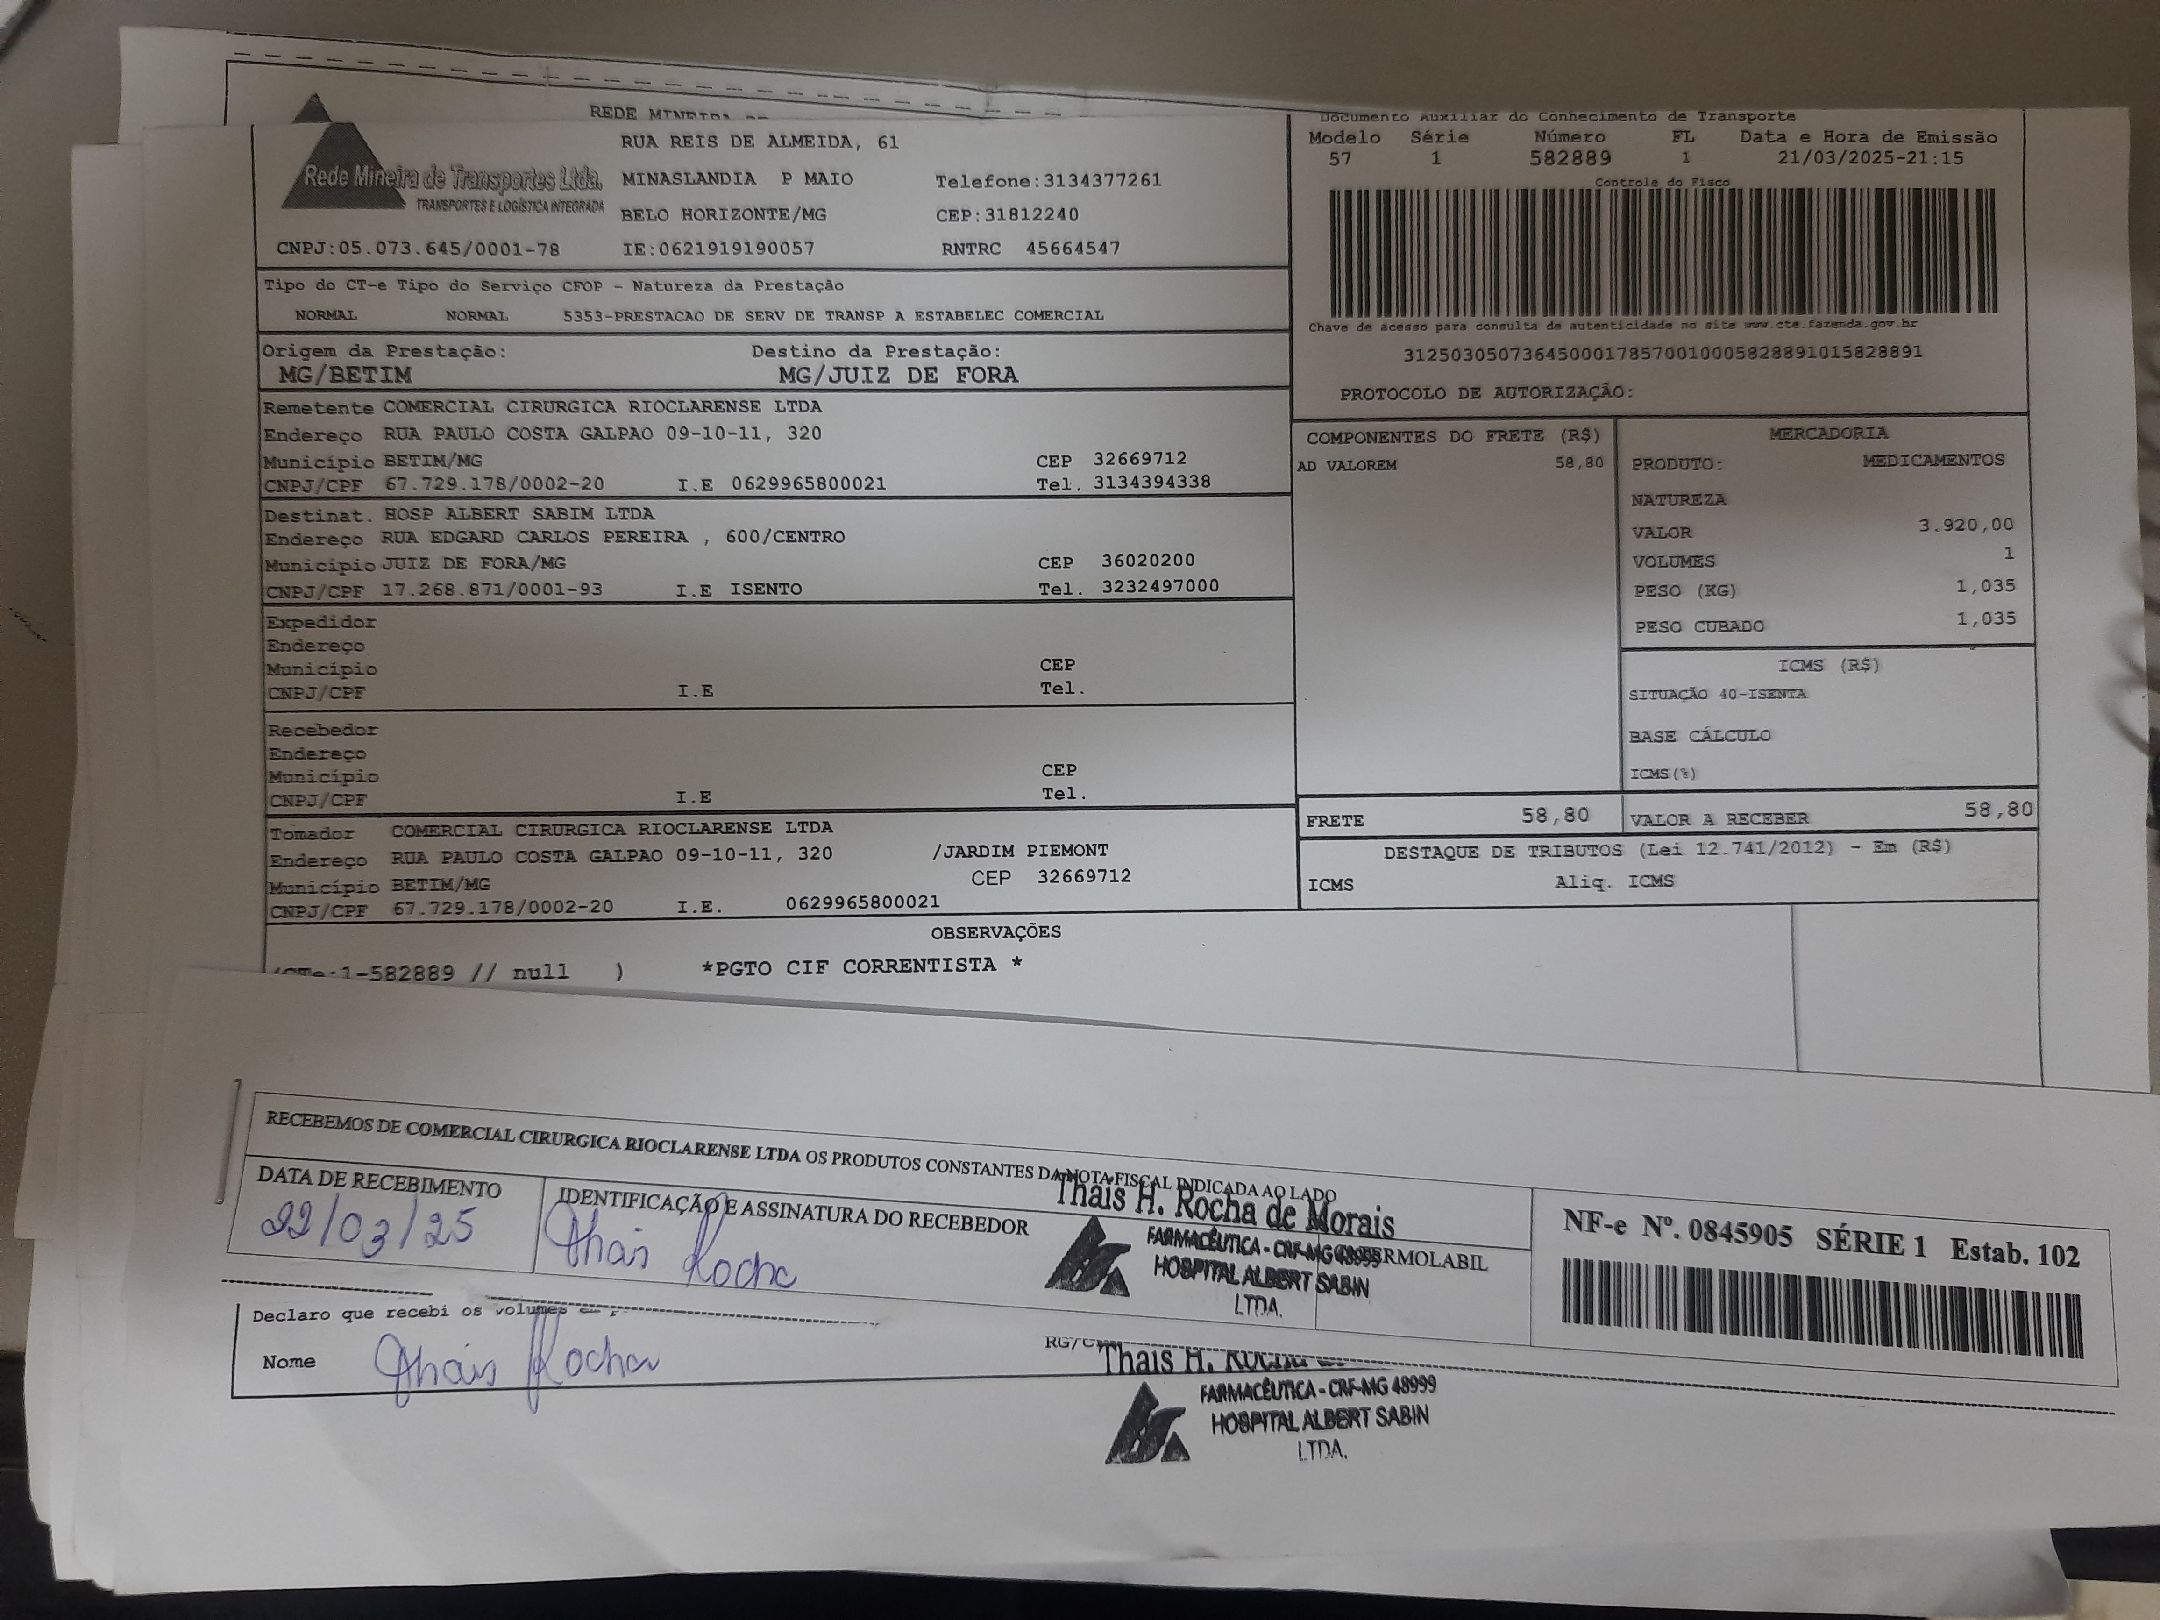 REDE MINEIRA DE
RUA REIS DE ALMEIDA, 61
Rede Mineira de Transportes Ltda.
TRANSPORTES E LOGÍSTICA INTEGRADA
MINASLANDIA P MAIO Telefone:3134377261
BELO HORIZONTE/MG CEP:31812240
CNPJ:05.073.645/0001-78 IE:0621919190057 RNTRC 45664547
Documento Auxiliar do Conhecimento de Transporte
Modelo Série Número FL Data e Hora de Emissão
57 1 582889 1 21/03/2025-21:15
Controle do Fisco
Chave de acesso para consulta de autenticidade no site www.cte.fazenda.gov.br
31250305073645000178570010005828891015828891
PROTOCOLO DE AUTORIZAÇÃO:
Tipo do CT-e Tipo do Serviço CFOP - Natureza da Prestação
NORMAL NORMAL 5353-PRESTACAO DE SERV DE TRANSP A ESTABELEC COMERCIAL
Origem da Prestação: Destino da Prestação:
MG/BETIM MG/JUIZ DE FORA
Remetente COMERCIAL CIRURGICA RIOCLARENSE LTDA
Endereço RUA PAULO COSTA GALPAO 09-10-11, 320
Município BETIM/MG CEP 32669712
CNPJ/CPF 67.729.178/0002-20 I.E 0629965800021 Tel. 3134394338
Destinat. HOSP ALBERT SABIM LTDA
Endereço RUA EDGARD CARLOS PEREIRA , 600/CENTRO
Município JUIZ DE FORA/MG CEP 36020200
CNPJ/CPF 17.268.871/0001-93 I.E ISENTO Tel. 3232497000
Expedidor
Endereço
Município CEP
CNPJ/CPF I.E Tel.
Recebedor
Endereço
Município CEP
CNPJ/CPF I.E Tel.
Tomador COMERCIAL CIRURGICA RIOCLARENSE LTDA
Endereço RUA PAULO COSTA GALPAO 09-10-11, 320 /JARDIM PIEMONT
Município BETIM/MG CEP 32669712
CNPJ/CPF 67.729.178/0002-20 I.E. 0629965800021
COMPONENTES DO FRETE (R$)
AD VALOREM 58,80
MERCADORIA
PRODUTO: MEDICAMENTOS
NATUREZA
VALOR 3.920,00
VOLUMES 1
PESO (KG) 1,035
PESO CUBADO 1,035
ICMS (R$)
SITUAÇÃO 40-ISENTA
BASE CÁLCULO
ICMS(%)
FRETE 58,80 VALOR A RECEBER 58,80
DESTAQUE DE TRIBUTOS (Lei 12.741/2012) - Em (R$)
ICMS Aliq. ICMS
OBSERVAÇÕES
(CTe:1-582889 // null ) *PGTO CIF CORRENTISTA *
RECEBEMOS DE COMERCIAL CIRURGICA RIOCLARENSE LTDA OS PRODUTOS CONSTANTES DA NOTA FISCAL INDICADA AO LADO
DATA DE RECEBIMENTO IDENTIFICAÇÃO E ASSINATURA DO RECEBEDOR
22/03/25 Thais Rocha
Thais H. Rocha de Morais
FARMACÊUTICA - CRF-MG 48999
HOSPITAL ALBERT SABIN
LTDA.
NF-e Nº. 0845905 SÉRIE 1 Estab. 102
Declaro que recebi os volumes em
Nome Thais Rocha
Thais H. Rocha
FARMACÊUTICA - CRF-MG 48999
HOSPITAL ALBERT SABIN
LTDA.